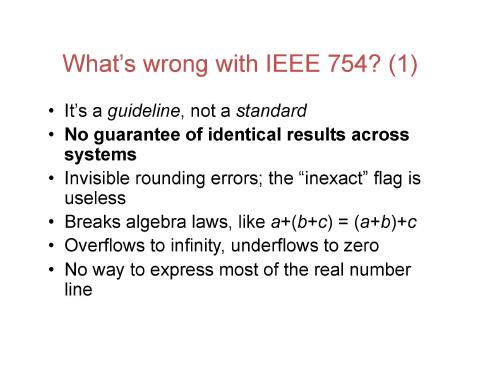 What's wrong with IEEE 754? (1)
• It's a guideline, not a standard
• No guarantee of identical results across
systems
• Invisible rounding errors; the “inexact” flag is
useless
• Breaks algebra laws, like a+(b+c) = (a+b)+c
• Overflows to infinity, underflows to zero
• No way to express most of the real number
line